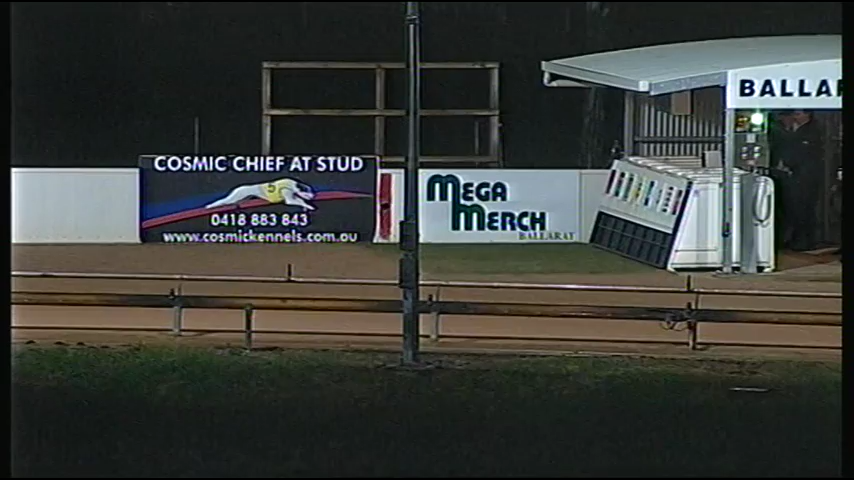 COSMIC CHIEF AT STUD
5
0418 883 843
www.cosmickennels.com.au
MEGA
MERCH
BALLARAT
BALLAR